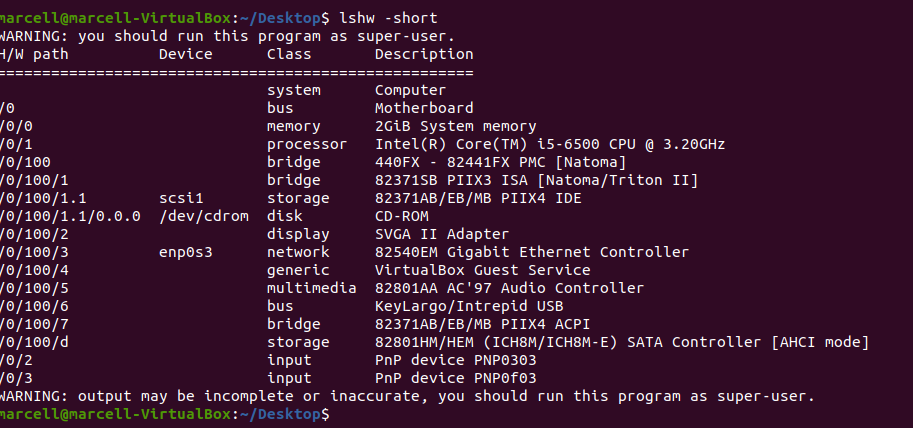 marcell@marcell-VirtualBox:~/Desktop$ lshw -short
WARNING: you should run this program as super-user.
H/W path           Device      Class       Description
=====================================================
                               system      Computer
/0                             bus         Motherboard
/0/0                           memory      2GiB System memory
/0/1                           processor   Intel(R) Core(TM) i5-6500 CPU @ 3.20GHz
/0/100                         bridge      440FX - 82441FX PMC [Natoma]
/0/100/1                       bridge      82371SB PIIX3 ISA [Natoma/Triton II]
/0/100/1.1         scsi1       storage     82371AB/EB/MB PIIX4 IDE
/0/100/1.1/0.0.0   /dev/cdrom  disk        CD-ROM
/0/100/2                       display     SVGA II Adapter
/0/100/3           enp0s3      network     82540EM Gigabit Ethernet Controller
/0/100/4                       generic     VirtualBox Guest Service
/0/100/5                       multimedia  82801AA AC'97 Audio Controller
/0/100/6                       bus         KeyLargo/Intrepid USB
/0/100/7                       bridge      82371AB/EB/MB PIIX4 ACPI
/0/100/d                       storage     82801HM/HEM (ICH8M/ICH8M-E) SATA Controller [AHCI mode]
/0/2                           input       PnP device PNP0303
/0/3                           input       PnP device PNP0f03
WARNING: output may be incomplete or inaccurate, you should run this program as super-user.
marcell@marcell-VirtualBox:~/Desktop$